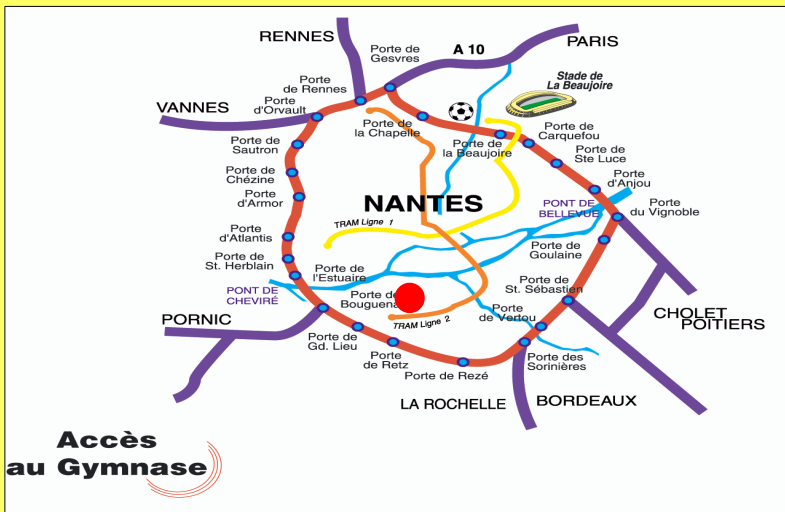 RENNES
Porte de
Gesvres
A 10
PARIS
Porte
de Rennes
Stade de
La Beaujoire
VANNES
Porte
d'Orvault
Porte de
la Chapelle
Porte de
Carquefou
Porte de
Sautron
Porte de
la Beaujoire
Porte de
Ste Luce
Porte de
Chézine
Porte
d'Anjou
Porte
d'Armor
NANTES
PONT DE
BELLEVUE
Porte
du Vignoble
TRAM Ligne 1
Porte
d'Atlantis
Porte de
Goulaine
Porte de
St. Herblain
Porte de
l'Estuaire
Porte de
St. Sébastien
PONT DE
CHEVIRÉ
Porte de
Bouguena
Porte
de Vertou
CHOLET
POITIERS
PORNIC
TRAM Ligne 2
Porte de
Gd. Lieu
Porte
de Retz
Porte des
Sorinières
Porte de Rezé
LA ROCHELLE
BORDEAUX
Accès
au Gymnase